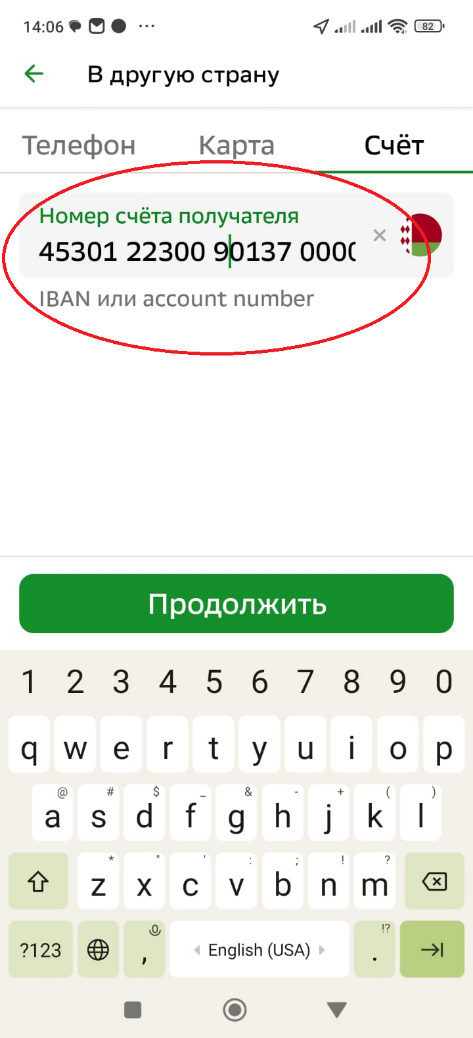 14:06 ... 82
В другую страну
Телефон Карта Счёт
Номер счёта получателя
45301 22300 90137 0000
IBAN или account number
Продолжить
1 2 3 4 5 6 7 8 9 0
q w e r t y u i o p
@ # $ _ & - + ( )
a s d f g h j k l
* " ' : ; ! ?
z x c v b n m
?123 , English (USA) . !?